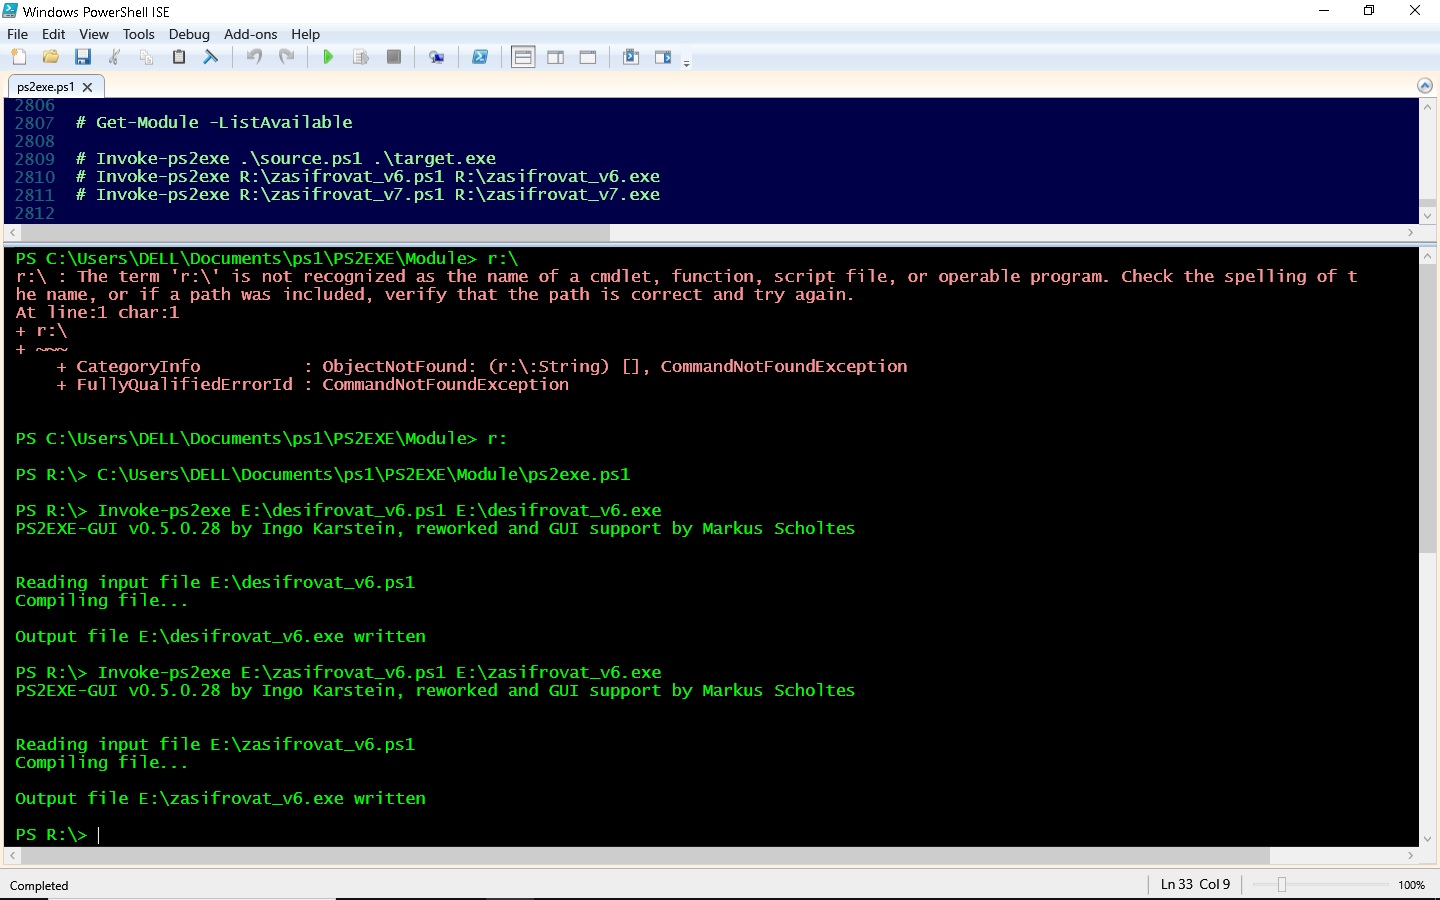 Windows PowerShell ISE
File Edit View Tools Debug Add-ons Help
ps2exe.ps1
2806
2807 # Get-Module -ListAvailable
2808
2809 # Invoke-ps2exe .\source.ps1 .\target.exe
2810 # Invoke-ps2exe R:\zasifrovat_v6.ps1 R:\zasifrovat_v6.exe
2811 # Invoke-ps2exe R:\zasifrovat_v7.ps1 R:\zasifrovat_v7.exe
2812
PS C:\Users\DELL\Documents\ps1\PS2EXE\Module> r:\
r:\ : The term 'r:\' is not recognized as the name of a cmdlet, function, script file, or operable program. Check the spelling of t
he name, or if a path was included, verify that the path is correct and try again.
At line:1 char:1
+ r:\
+ ~~~
    + CategoryInfo          : ObjectNotFound: (r:\:String) [], CommandNotFoundException
    + FullyQualifiedErrorId : CommandNotFoundException
PS C:\Users\DELL\Documents\ps1\PS2EXE\Module> r:
PS R:\> C:\Users\DELL\Documents\ps1\PS2EXE\Module\ps2exe.ps1
PS R:\> Invoke-ps2exe E:\desifrovat_v6.ps1 E:\desifrovat_v6.exe
PS2EXE-GUI v0.5.0.28 by Ingo Karstein, reworked and GUI support by Markus Scholtes
Reading input file E:\desifrovat_v6.ps1
Compiling file...
Output file E:\desifrovat_v6.exe written
PS R:\> Invoke-ps2exe E:\zasifrovat_v6.ps1 E:\zasifrovat_v6.exe
PS2EXE-GUI v0.5.0.28 by Ingo Karstein, reworked and GUI support by Markus Scholtes
Reading input file E:\zasifrovat_v6.ps1
Compiling file...
Output file E:\zasifrovat_v6.exe written
PS R:\>
Completed
Ln 33 Col 9
100%